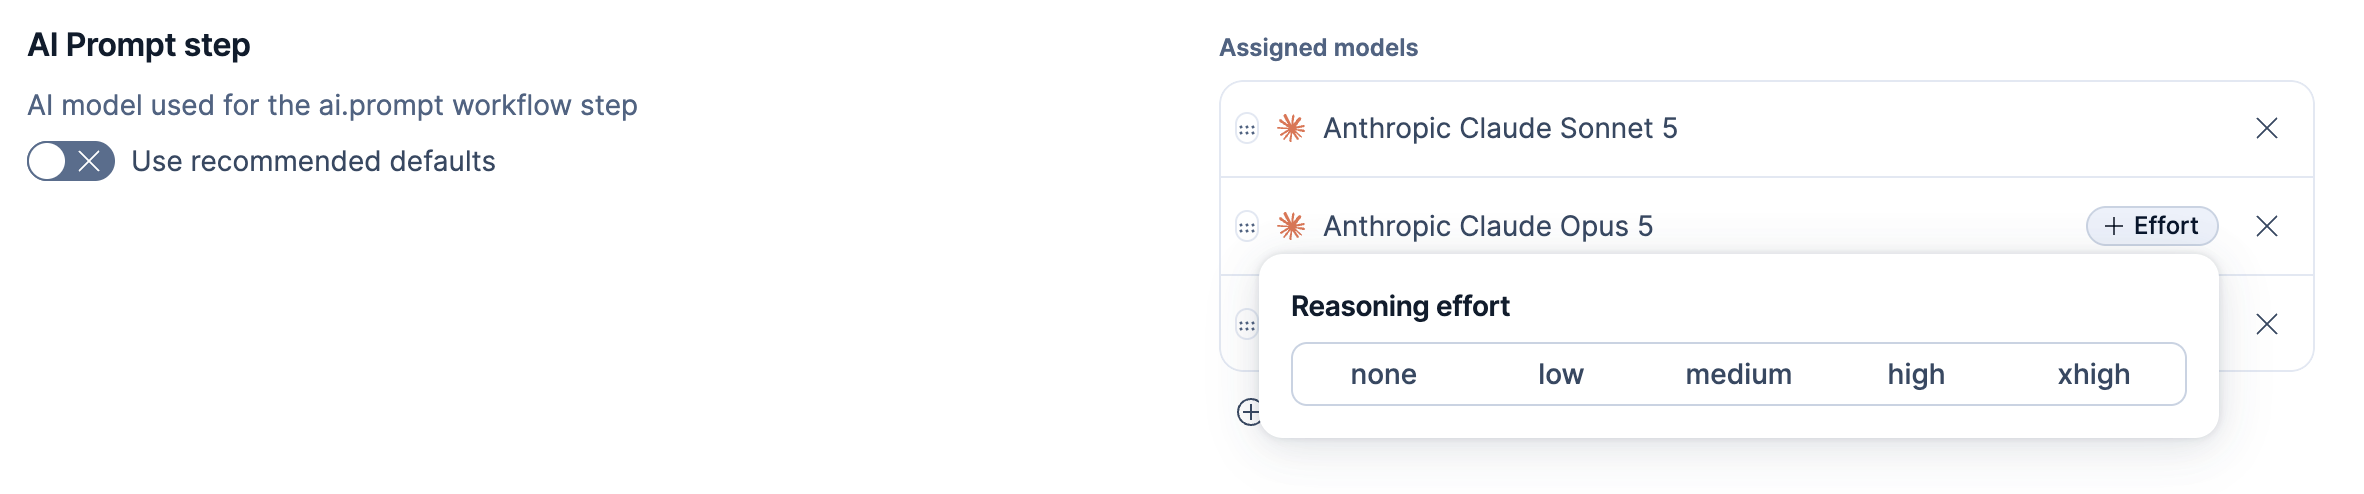 AI Prompt step
AI model used for the ai.prompt workflow step
Use recommended defaults
Assigned models
Anthropic Claude Sonnet 5
Anthropic Claude Opus 5
Effort
Reasoning effort
none low medium high xhigh